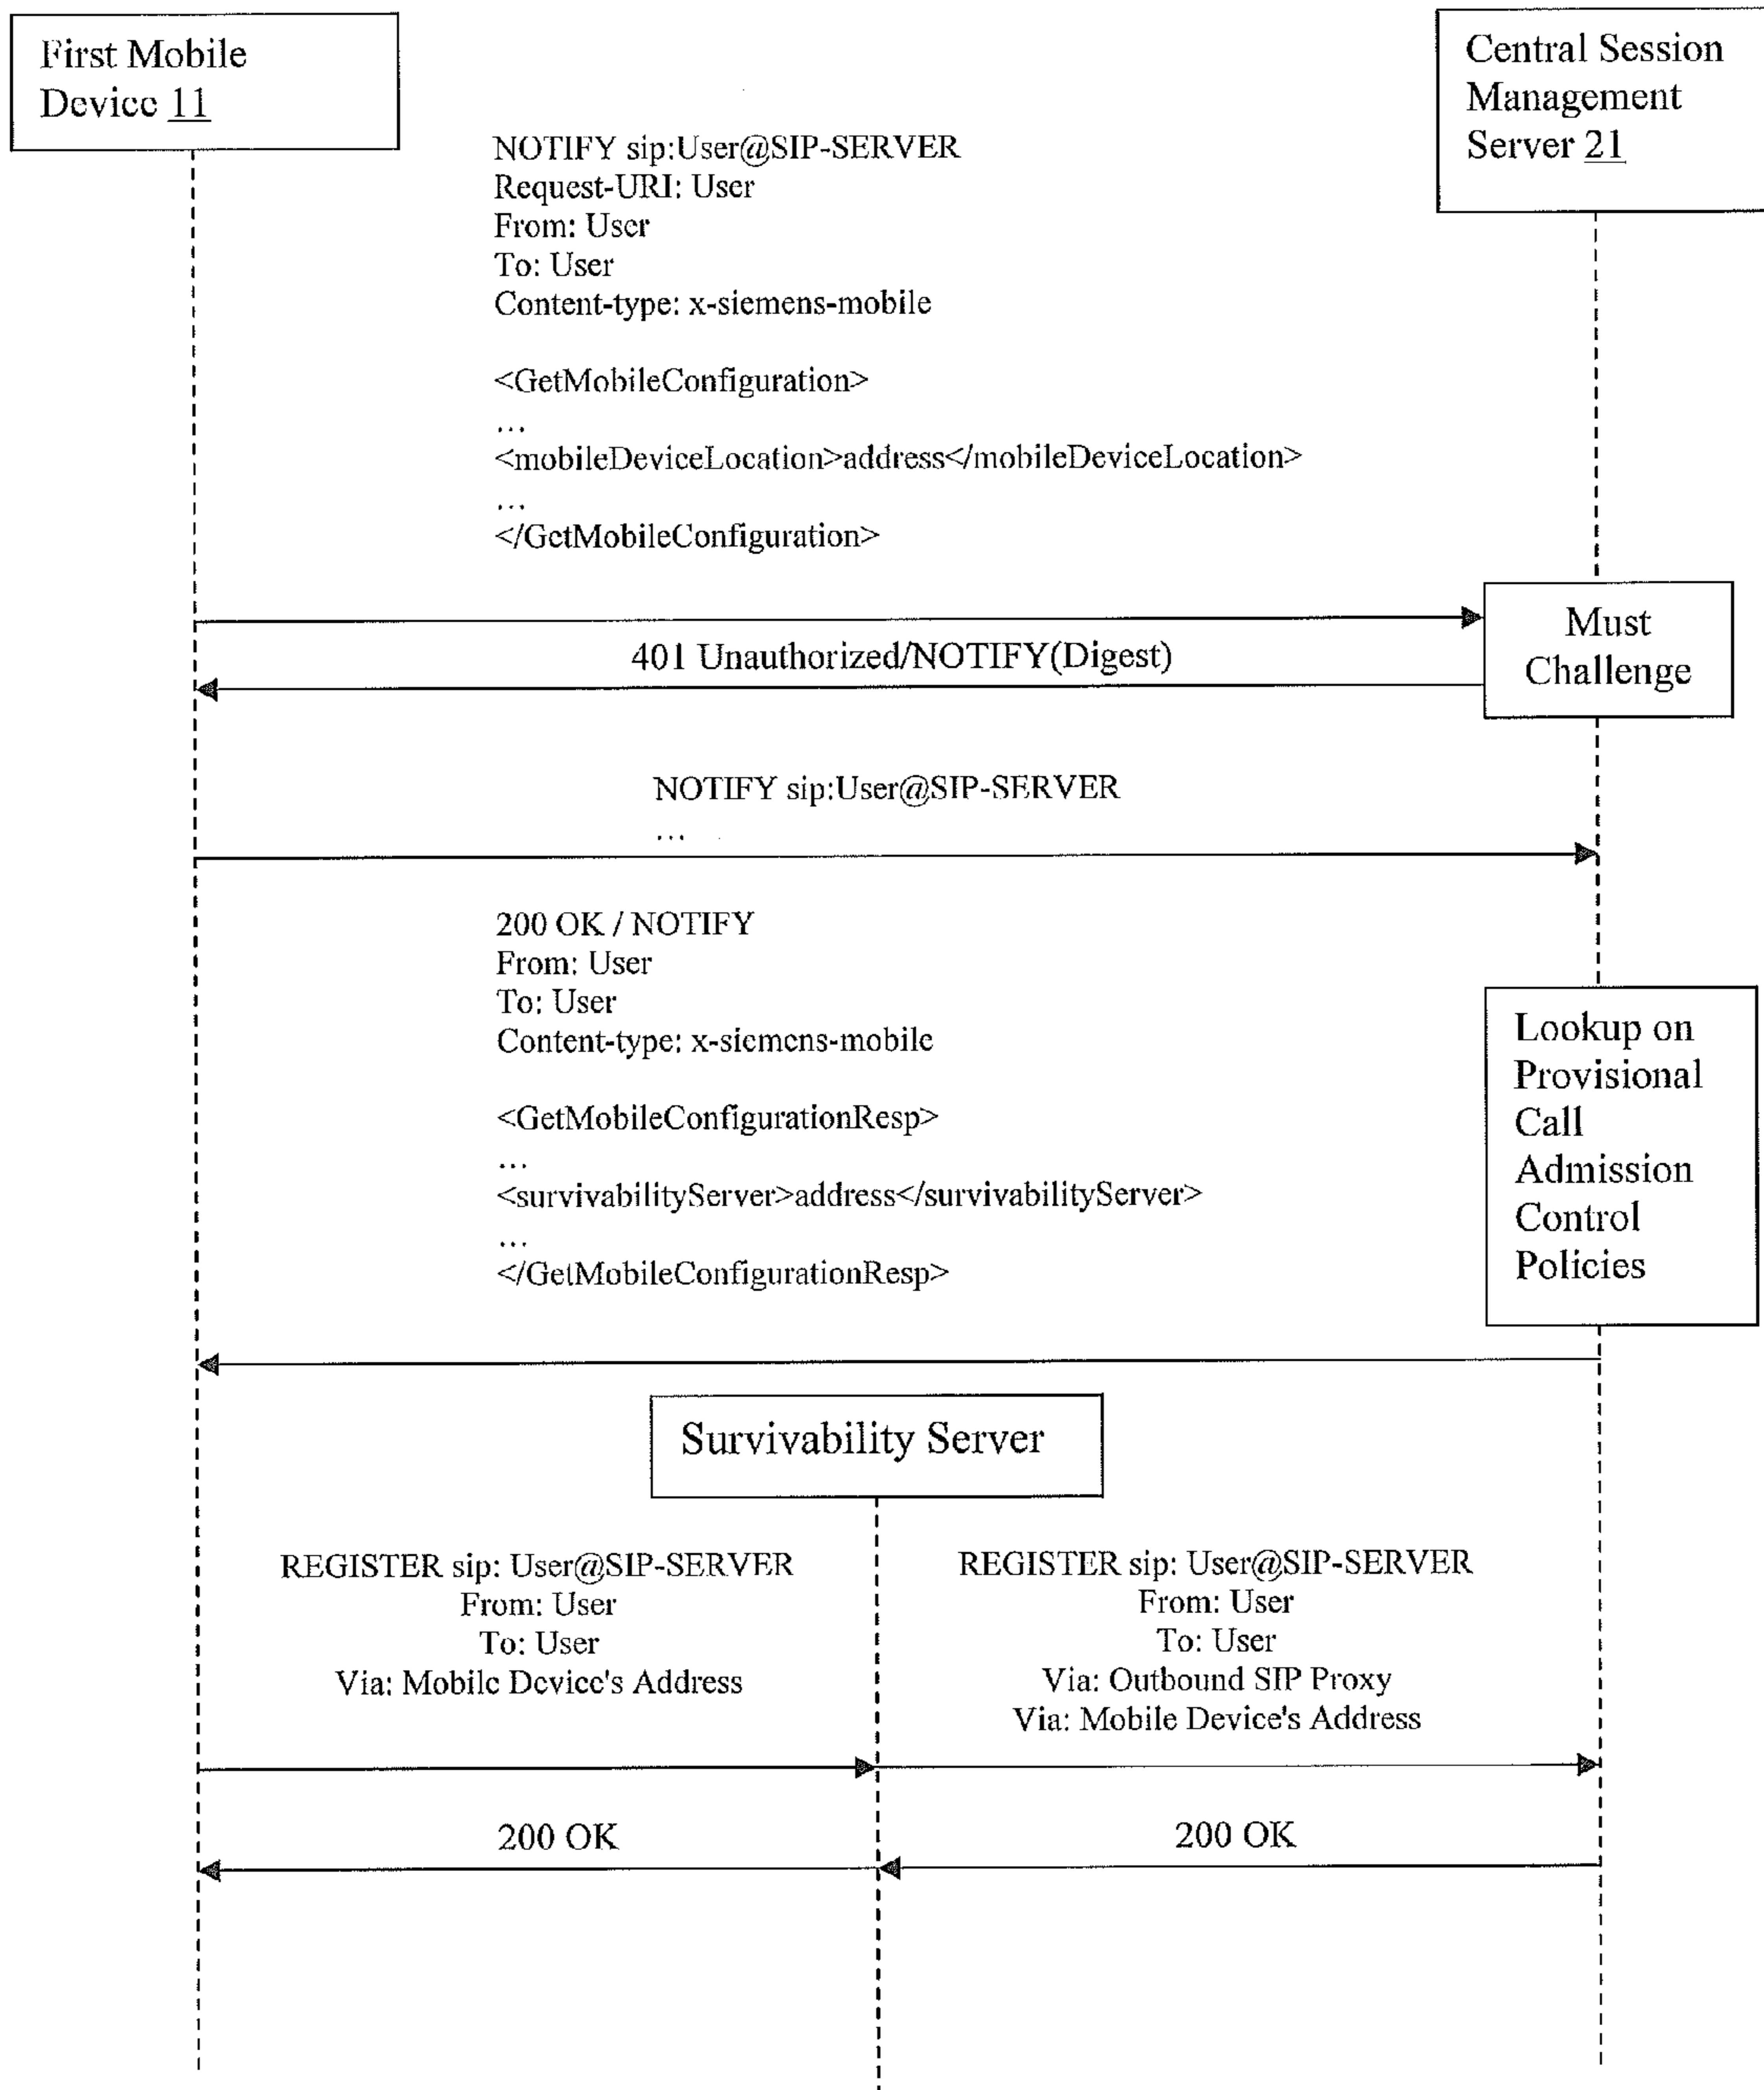 First Mobile
Device 11
Central Session
Management
Server 21
NOTIFY sip:User@SIP-SERVER
Request-URI: User
From: User
To: User
Content-type: x-siemens-mobile
<GetMobileConfiguration>
...
<mobileDeviceLocation>address</mobileDeviceLocation>
...
</GetMobileConfiguration>
Must
Challenge
401 Unauthorized/NOTIFY(Digest)
NOTIFY sip:User@SIP-SERVER
...
200 OK / NOTIFY
From: User
To: User
Content-type: x-siemens-mobile
<GetMobileConfigurationResp>
...
<survivabilityServer>address</survivabilityServer>
...
</GetMobileConfigurationResp>
Lookup on
Provisional
Call
Admission
Control
Policies
Survivability Server
REGISTER sip: User@SIP-SERVER
From: User
To: User
Via: Mobile Device's Address
REGISTER sip: User@SIP-SERVER
From: User
To: User
Via: Outbound SIP Proxy
Via: Mobile Device's Address
200 OK
200 OK